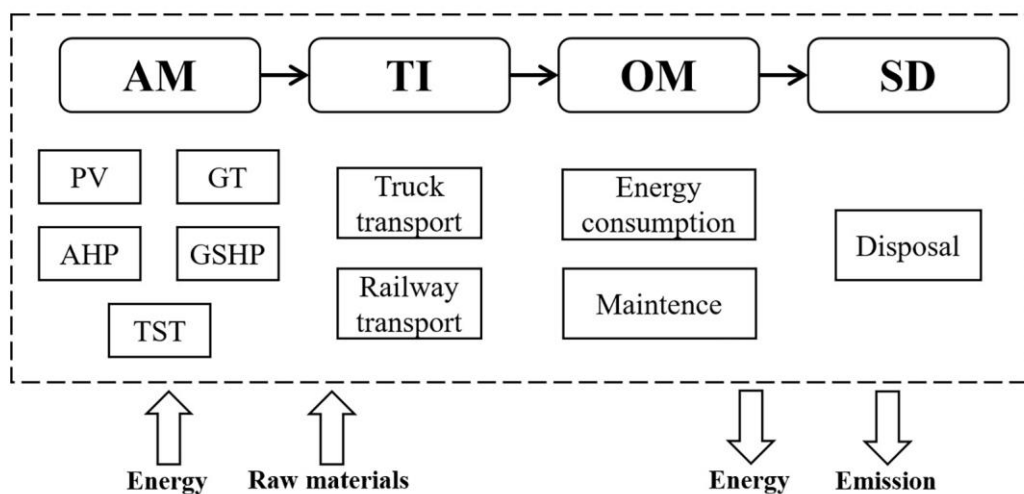 AM
TI
OM
SD
PV
GT
AHP
GSHP
TST
Truck
transport
Railway
transport
Energy
consumption
Maintence
Disposal
Energy
Raw materials
Energy
Emission